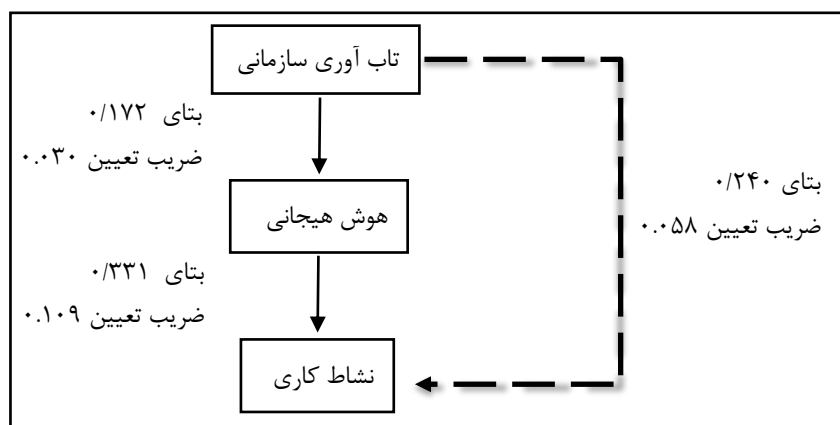 تاب آوری سازمانی
بتای ۰/۱۷۲
ضریب تعیین ۰.۰۳۰
هوش هیجانی
بتای ۰/۲۴۰
ضریب تعیین ۰.۰۵۸
بتای ۰/۳۳۱
ضریب تعیین ۰.۱۰۹
نشاط کاری